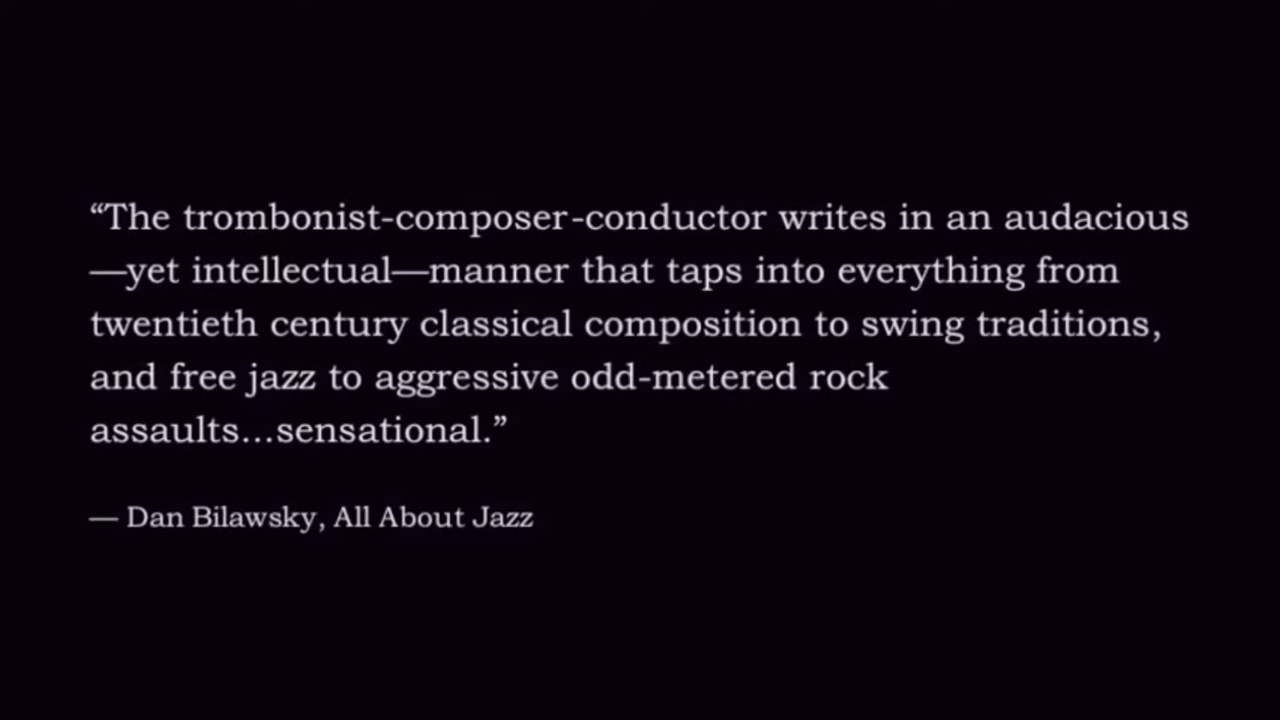 “The trombonist-composer-conductor writes in an audacious
—yet intellectual—manner that taps into everything from
twentieth century classical composition to swing traditions,
and free jazz to aggressive odd-metered rock
assaults...sensational.”
— Dan Bilawsky, All About Jazz